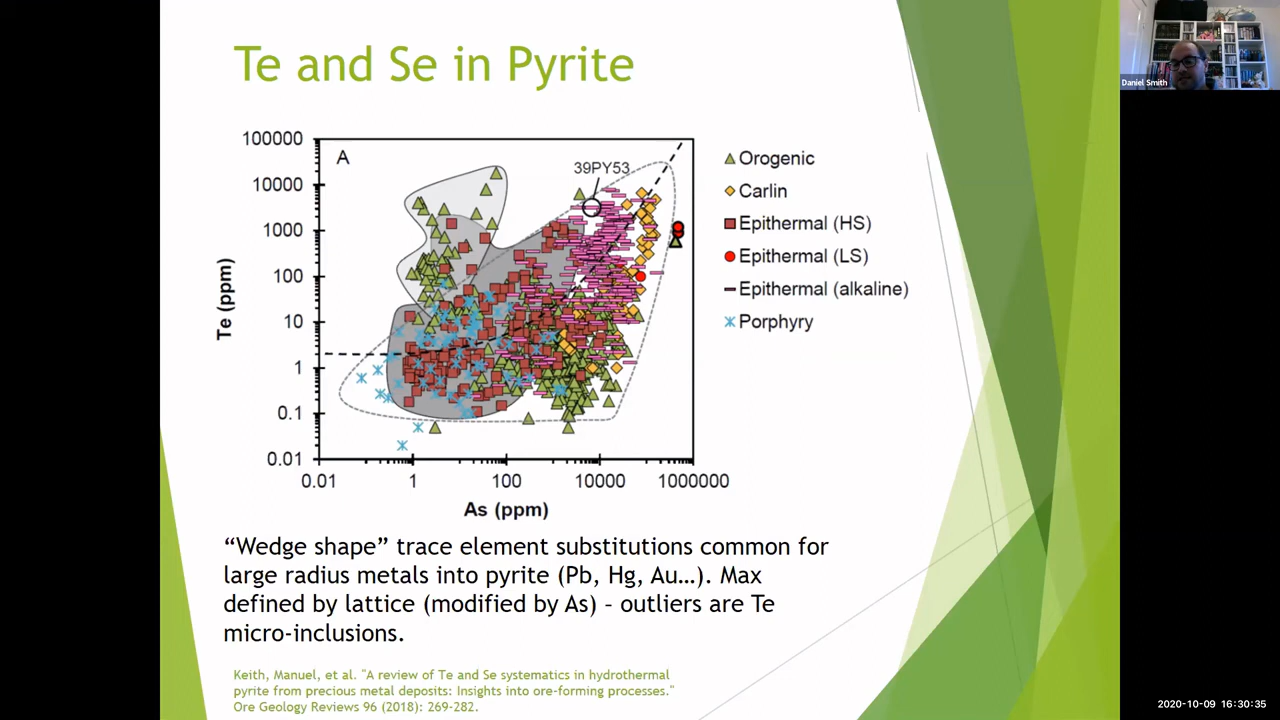 Te and Se in Pyrite
Daniel Smith
A
39PY53
100000
10000
1000
100
10
1
0.1
0.01
Te (ppm)
0.01
1
100
10000
1000000
As (ppm)
Orogenic
Carlin
Epithermal (HS)
Epithermal (LS)
Epithermal (alkaline)
Porphyry
“Wedge shape” trace element substitutions common for
large radius metals into pyrite (Pb, Hg, Au…). Max
defined by lattice (modified by As) – outliers are Te
micro-inclusions.
Keith, Manuel, et al. "A review of Te and Se systematics in hydrothermal
pyrite from precious metal deposits: Insights into ore-forming processes."
Ore Geology Reviews 96 (2018): 269-282.
2020-10-09 16:30:35